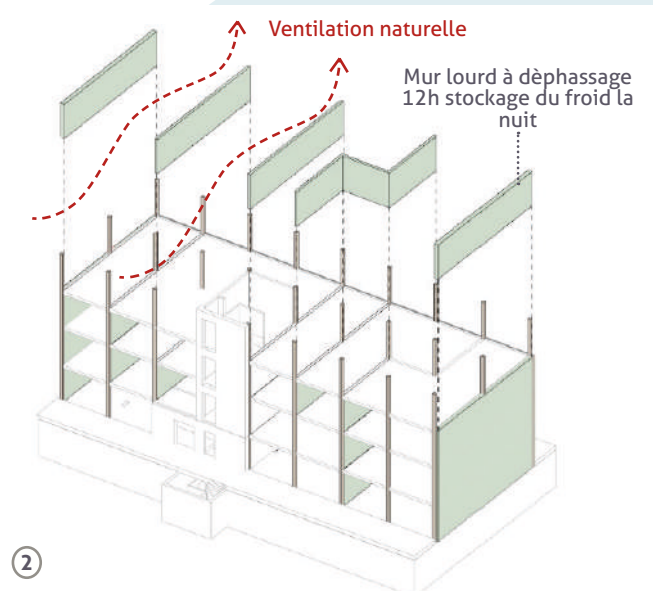 Ventilation naturelle
Mur lourd à dèphassage
12h stockage du froid la
nuit
2